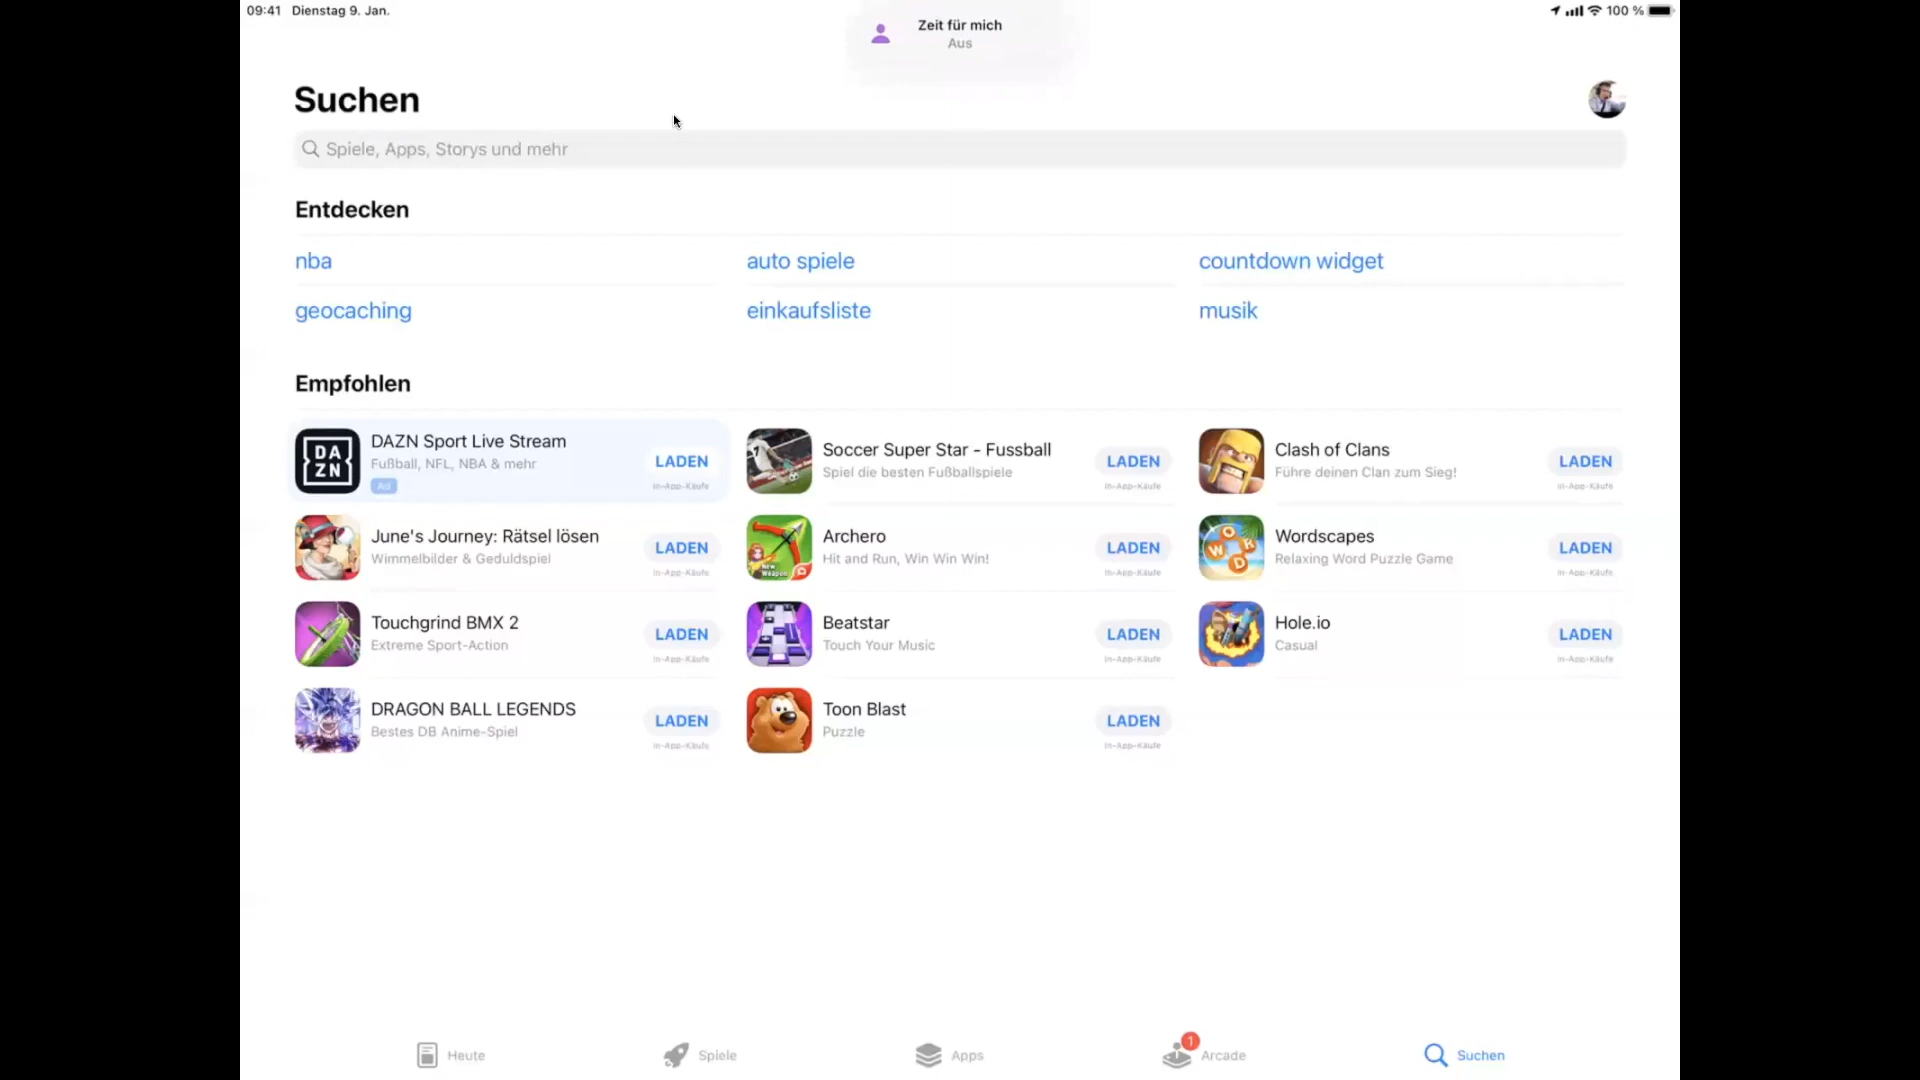 09:41 Dienstag 9. Jan.
100 %
Zeit für mich
Aus
Suchen
Spiele, Apps, Storys und mehr
Entdecken
nba
auto spiele
countdown widget
geocaching
einkaufsliste
musik
Empfohlen
DAZN
DAZN Sport Live Stream
Fußball, NFL, NBA & mehr
Ad
LADEN
In-App-Käufe
Soccer Super Star - Fussball
Spiel die besten Fußballspiele
LADEN
In-App-Käufe
Clash of Clans
Führe deinen Clan zum Sieg!
LADEN
In-App-Käufe
June's Journey: Rätsel lösen
Wimmelbilder & Geduldspiel
LADEN
In-App-Käufe
New
Weapon
Archero
Hit and Run, Win Win Win!
LADEN
In-App-Käufe
WORD
Wordscapes
Relaxing Word Puzzle Game
LADEN
In-App-Käufe
Touchgrind BMX 2
Extreme Sport-Action
LADEN
In-App-Käufe
Beatstar
Touch Your Music
LADEN
In-App-Käufe
Hole.io
Casual
LADEN
In-App-Käufe
DRAGON BALL LEGENDS
Bestes DB Anime-Spiel
LADEN
In-App-Käufe
Toon Blast
Puzzle
LADEN
In-App-Käufe
Heute
Spiele
Apps
1
Arcade
Suchen